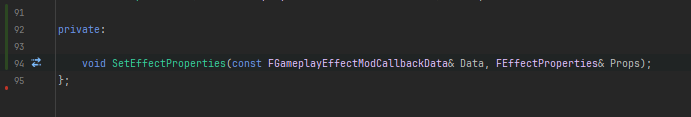 91
92 private:
93
94 void SetEffectProperties(const FGameplayEffectModCallbackData& Data, FEffectProperties& Props);
95 };